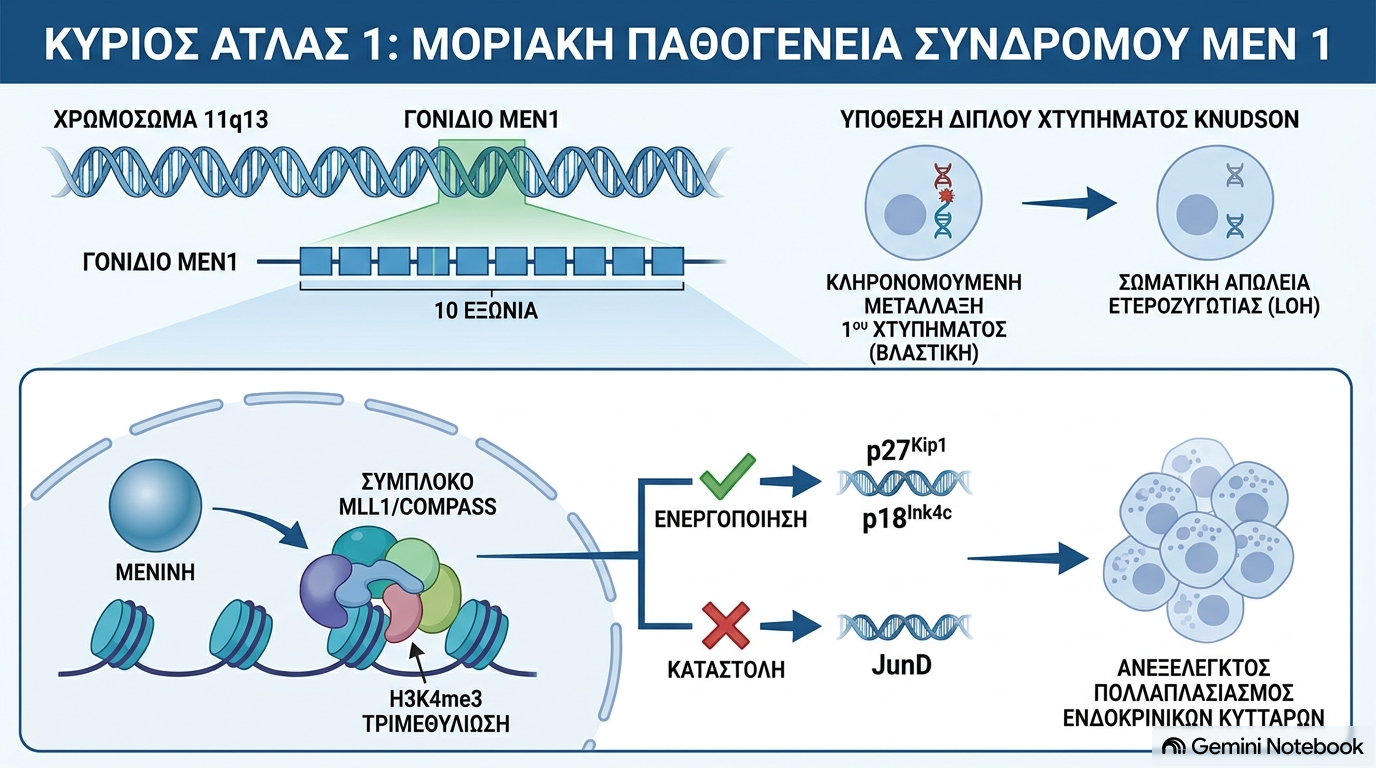 ΚΥΡΙΟΣ ΑΤΛΑΣ 1: ΜΟΡΙΑΚΗ ΠΑΘΟΓΕΝΕΙΑ ΣΥΝΔΡΟΜΟΥ MEN 1
ΧΡΩΜΟΣΩΜΑ 11q13
ΓΟΝΙΔΙΟ MEN1
ΓΟΝΙΔΙΟ MEN1
10 ΕΞΩΝΙΑ
ΥΠΟΘΕΣΗ ΔΙΠΛΟΥ ΧΤΥΠΗΜΑΤΟΣ KNUDSON
ΚΛΗΡΟΝΟΜΟΥΜΕΝΗ
ΜΕΤΑΛΛΑΞΗ
1ᵒᵘ ΧΤΥΠΗΜΑΤΟΣ
(ΒΛΑΣΤΙΚΗ)
ΣΩΜΑΤΙΚΗ ΑΠΩΛΕΙΑ
ΕΤΕΡΟΖΥΓΩΤΙΑΣ (LOH)
ΜΕΝΙΝΗ
ΣΥΜΠΛΟΚΟ
MLL1/COMPASS
H3K4me3
ΤΡΙΜΕΘΥΛΙΩΣΗ
ΕΝΕΡΓΟΠΟΙΗΣΗ
p27Kip1
p18Ink4c
ΚΑΤΑΣΤΟΛΗ
JunD
ΑΝΕΞΕΛΕΓΚΤΟΣ
ΠΟΛΛΑΠΛΑΣΙΑΣΜΟΣ
ΕΝΔΟΚΡΙΝΙΚΩΝ ΚΥΤΤΑΡΩΝ
Gemini Notebook